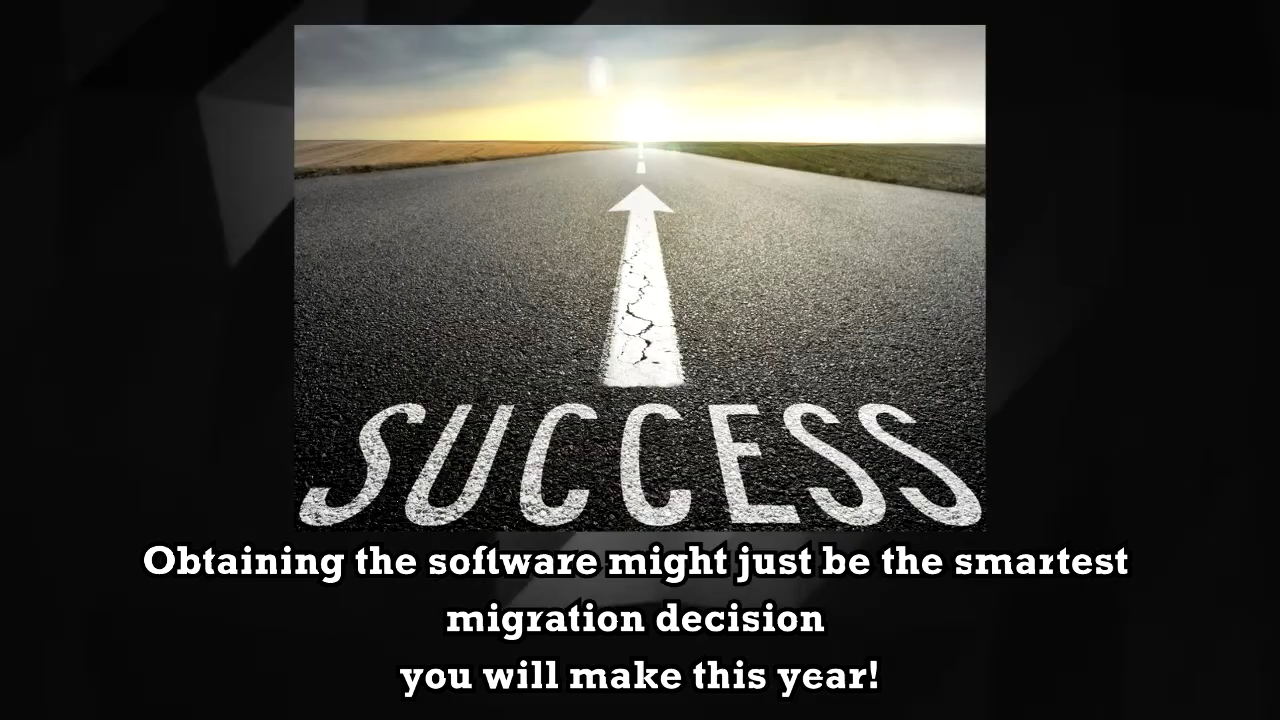 SUCCESS
Obtaining the software might just be the smartest
migration decision
you will make this year!